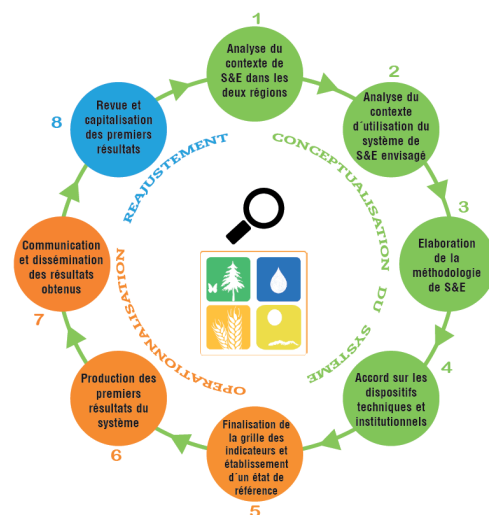 1
Analyse du
contexte de
S&E dans les
deux régions
2
Analyse du
contexte
d´utilisation du
système de
S&E envisagé
3
Elaboration
de la
méthodologie
de S&E
4
Accord sur les
dispositifs
techniques et
institutionnels
5
Finalisation de
la grille des
indicateurs et
établissement
d´un état de
référence
6
Production des
premiers
résultats du
système
7
Communication
et dissémination
des résultats
obtenus
8
Revue et
capitalisation
des premiers
résultats
CONCEPTUALISATION DU SYSTEME
OPERATIONNALISATION
REAJUSTEMENT